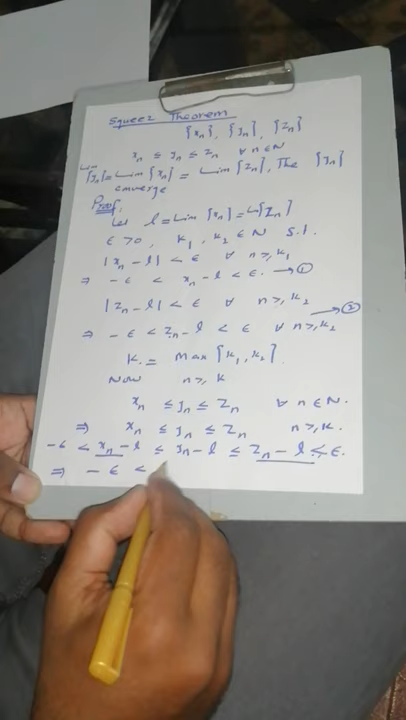 Squeez Theorem
{xn}, {yn}, {zn}
xn ≤ yn ≤ zn ∀ n ∈ N
Lim {yn} = Lim {xn} = Lim {zn}, The {yn}
converge
Proof,
Let l = Lim {xn} = L {zn}
ε > 0, K1, K2 ∈ N s.t.
|xn - l| < ε ∀ n ≥ K1
⇒ - ε < xn - l < ε. → ①
|zn - l| < ε ∀ n ≥ K2
⇒ - ε < zn - l < ε ∀ n ≥ K2 → ②
K = max {K1, K2}.
Now n ≥ K
xn ≤ yn ≤ zn ∀ n ∈ N.
⇒ xn ≤ yn ≤ zn n ≥ K.
- ε < xn - l ≤ yn - l ≤ zn - l < ε.
⇒ - ε <